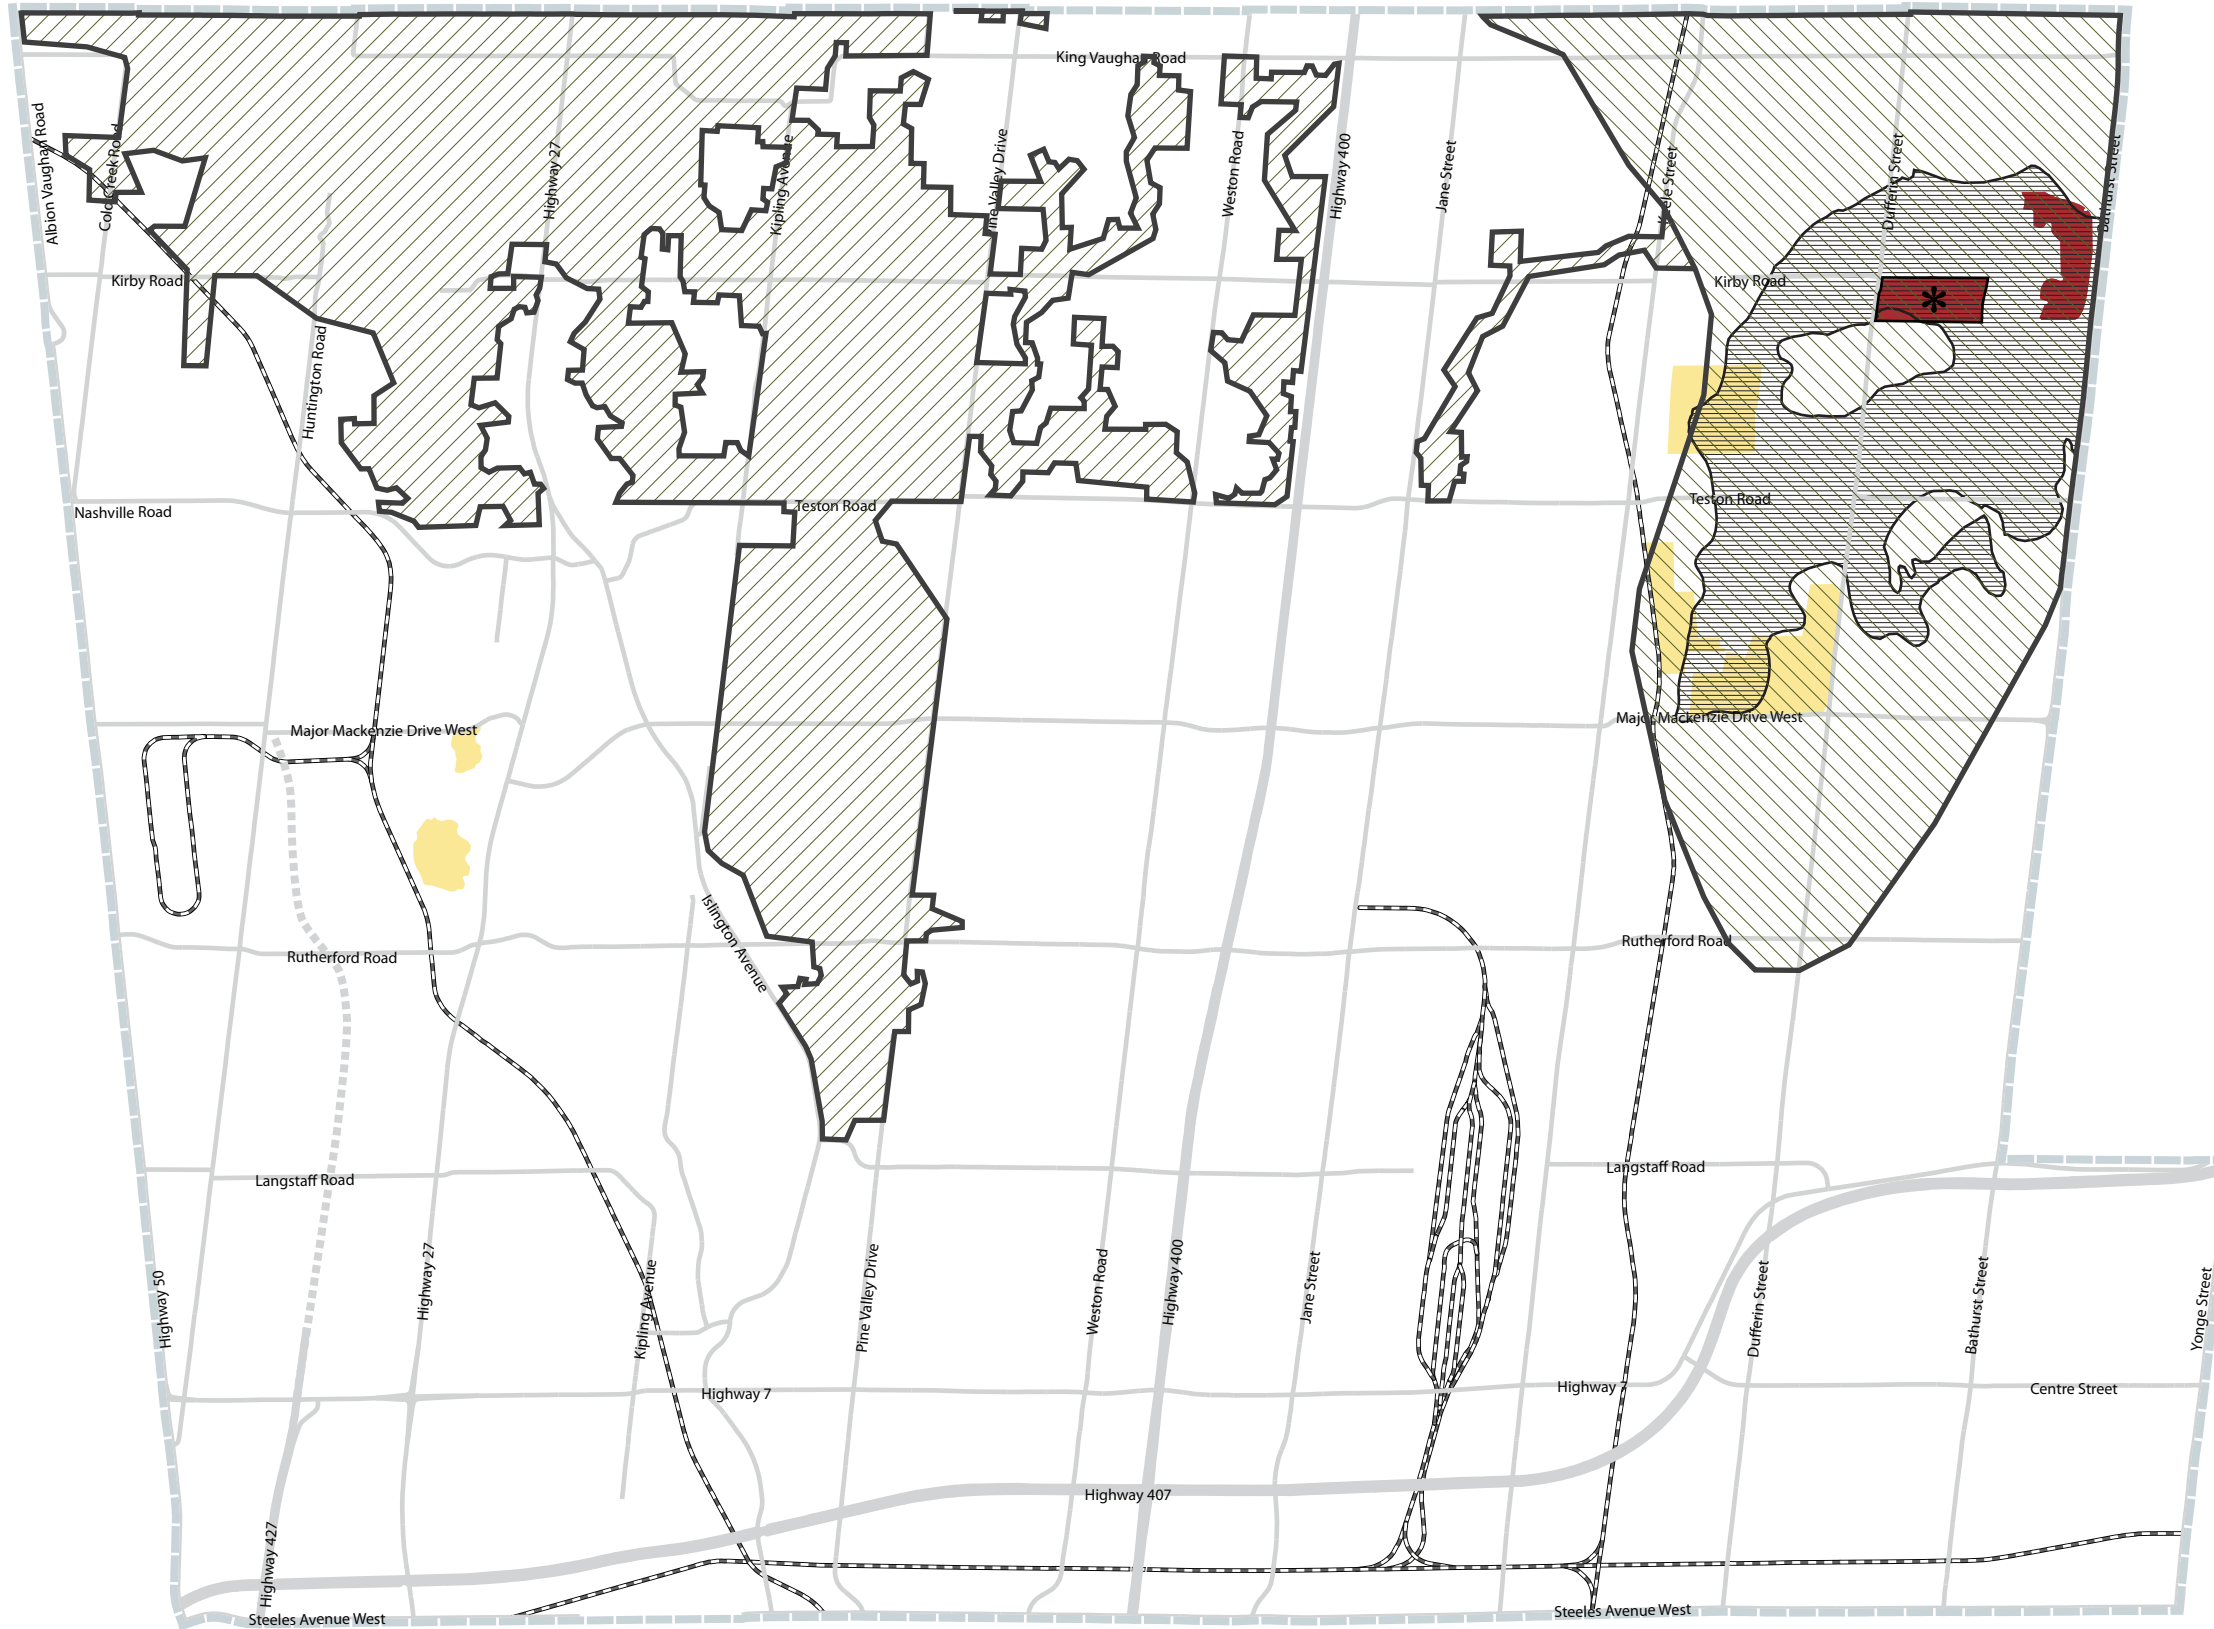 King Vaughan Road
Albion Vaughan Road
Cold Creek Road
Highway 27
Kipling Avenue
Pine Valley Drive
Weston Road
Highway 400
Jane Street
Keele Street
Dufferin Street
Bathurst Street
Kirby Road
Kirby Road
*
Huntington Road
Nashville Road
Teston Road
Teston Road
Major Mackenzie Drive West
Major Mackenzie Drive West
Islington Avenue
Rutherford Road
Rutherford Road
Langstaff Road
Langstaff Road
Highway 50
Highway 27
Kipling Avenue
Pine Valley Drive
Weston Road
Highway 400
Jane Street
Dufferin Street
Bathurst Street
Yonge Street
Highway 7
Highway 7
Centre Street
Highway 407
Highway 427
Steeles Avenue West
Steeles Avenue West